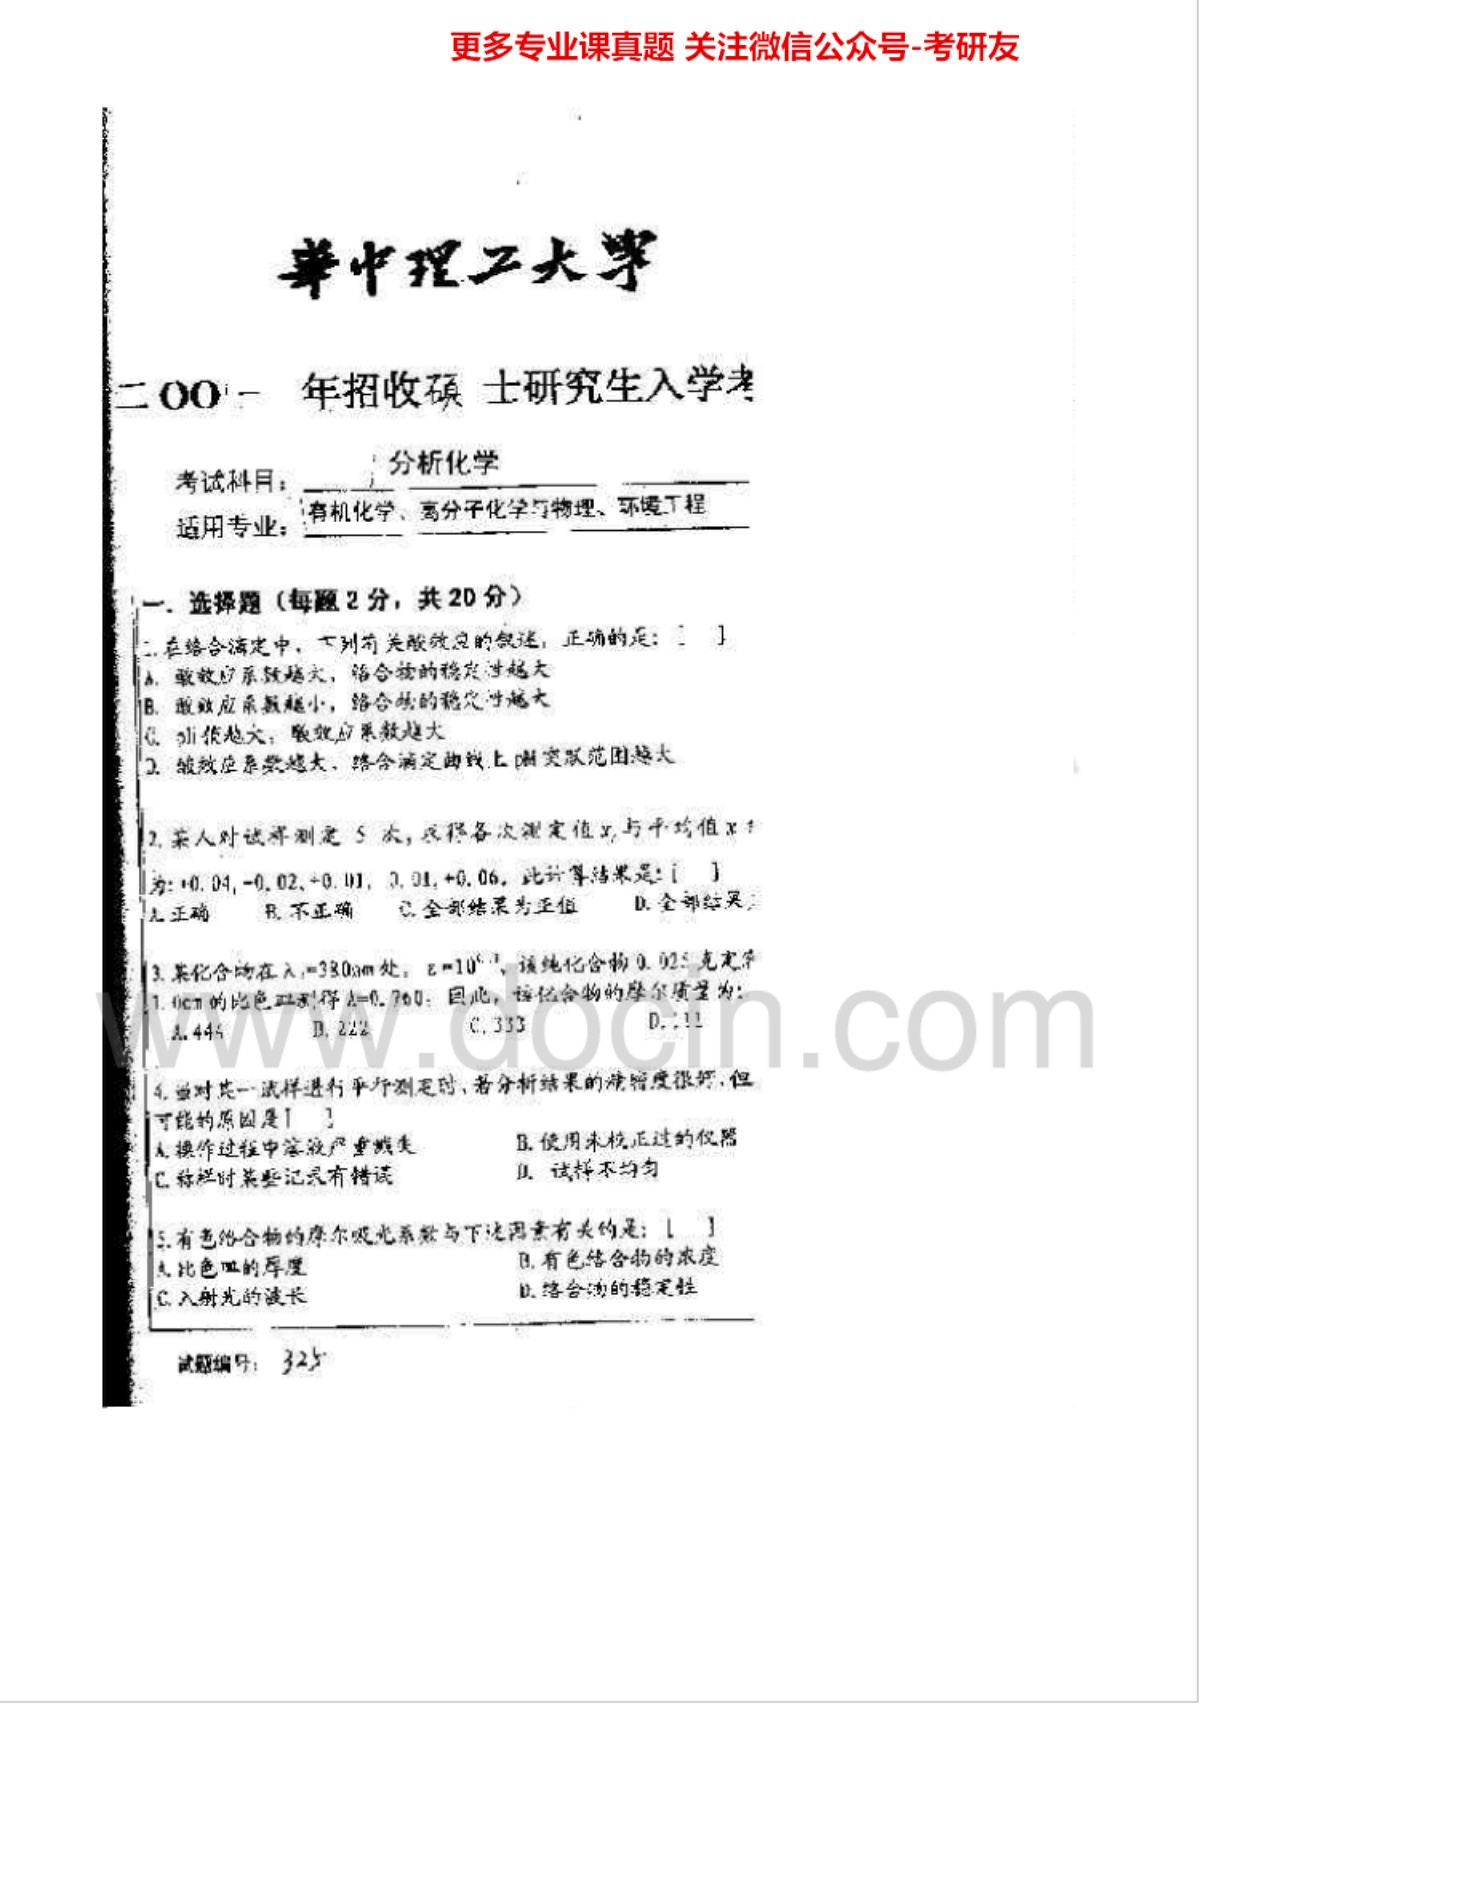 更多专业课真题 关注微信公众号-考研友
華中理工大学
二00一 年招收硕 士研究生入学考
考试科目: 分析化学
适用专业: 有机化学、高分子化学与物理、环境工程
一. 选择题(每题2分,共20分)
在络合滴定中,下列有关酸效应的叙述,正确的是:[ ]
A. 酸效应系数越大,络合物的稳定性越大
B. 酸效应系数越小,络合物的稳定性越大
C. pH值越大,酸效应系数越大
D. 酸效应系数越大,络合滴定曲线上pH突跃范围越大
2. 某人对试样测定 5 次,求得各次测定值x 与平均值x
为:+0.04,-0.02,+0.01, 0.01,+0.06。此计算结果是:[ ]
A.正确 B.不正确 C.全部结果为正值 D.全部结果
3.某化合物在λ=380nm处, ε=10 ,该纯化合物0.025克定容
1.0cm的比色皿测得A=0.760;因此,该化合物的摩尔质量为:
A.444 B.222 C.333 D.111
4.当对某一试样进行平行测定时,若分析结果的精密度很好,但
可能的原因是[ ]
A.操作过程中溶液严重溅失 B.使用未校正过的仪器
C.称样时某些记录有错误 D. 试样不均匀
5.有色络合物的摩尔吸光系数与下述因素有关的是:[ ]
A.比色皿的厚度 B.有色络合物的浓度
C.入射光的波长 D.络合物的稳定性
试题编号: 325
www.docin.com